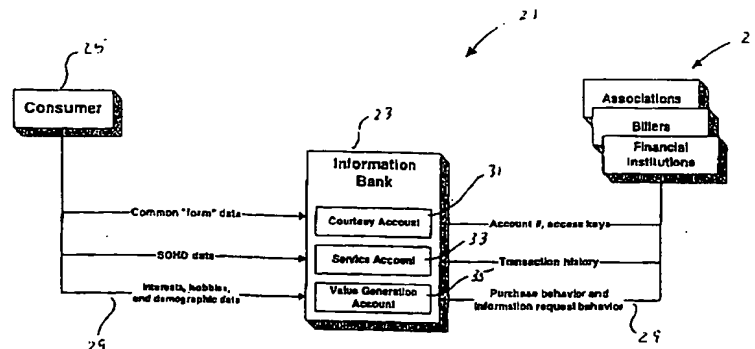 21
25
2
Consumer
Associations
Billers
Financial
Institutions
23
Information
Bank
31
Common "form" data
Courtesy Account
Account #, access keys
33
SOHD data
Service Account
Transaction history
35
Interests, hobbies,
and demographic data
Value Generation
Account
Purchase behavior and
information request behavior
29
29